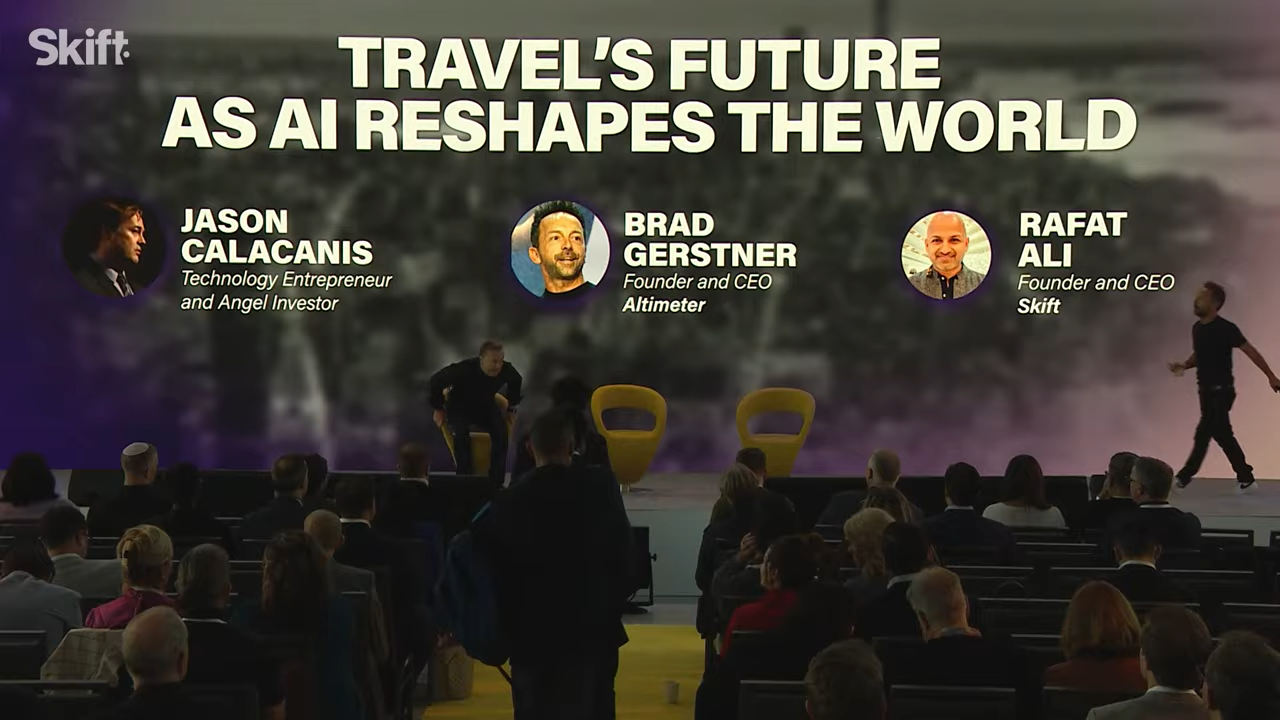 Skift:
TRAVEL'S FUTURE
AS AI RESHAPES THE WORLD
JASON
CALACANIS
Technology Entrepreneur
and Angel Investor
BRAD
GERSTNER
Founder and CEO
Altimeter
RAFAT
ALI
Founder and CEO
Skift